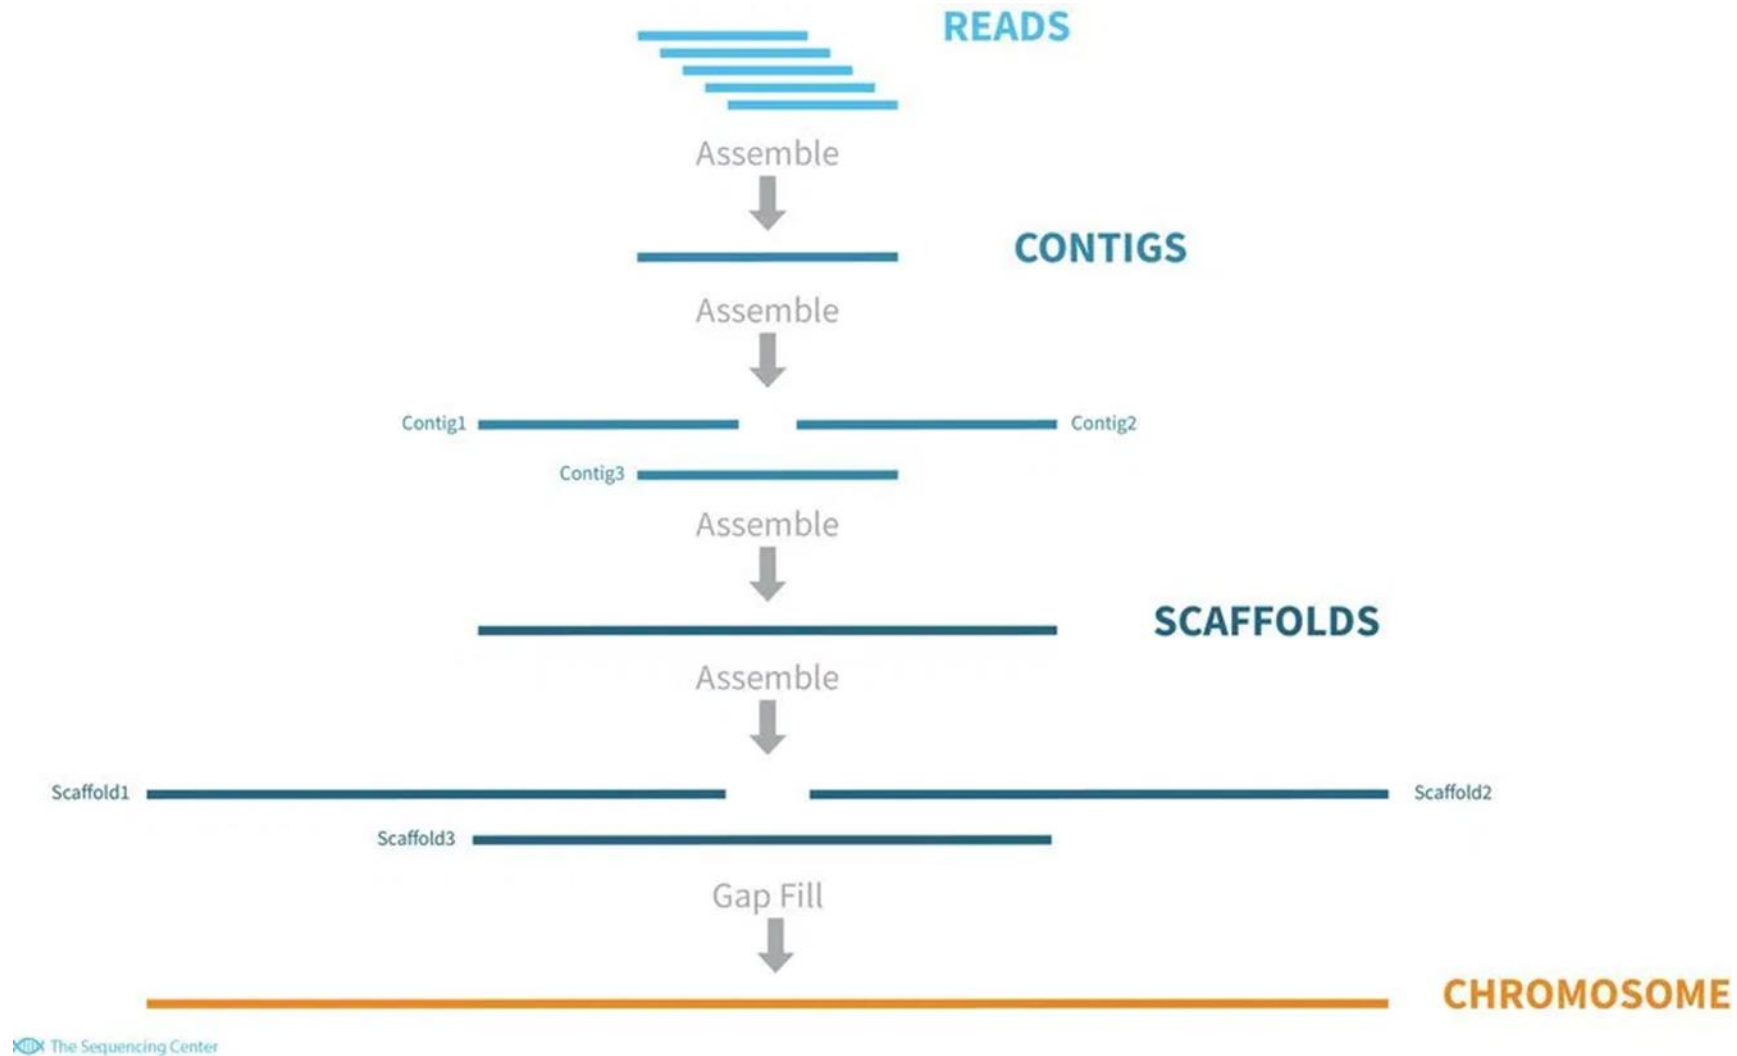 READS
Assemble
CONTIGS
Assemble
Contig1
Contig2
Contig3
Assemble
SCAFFOLDS
Assemble
Scaffold1
Scaffold2
Scaffold3
Gap Fill
CHROMOSOME
The Sequencing Center